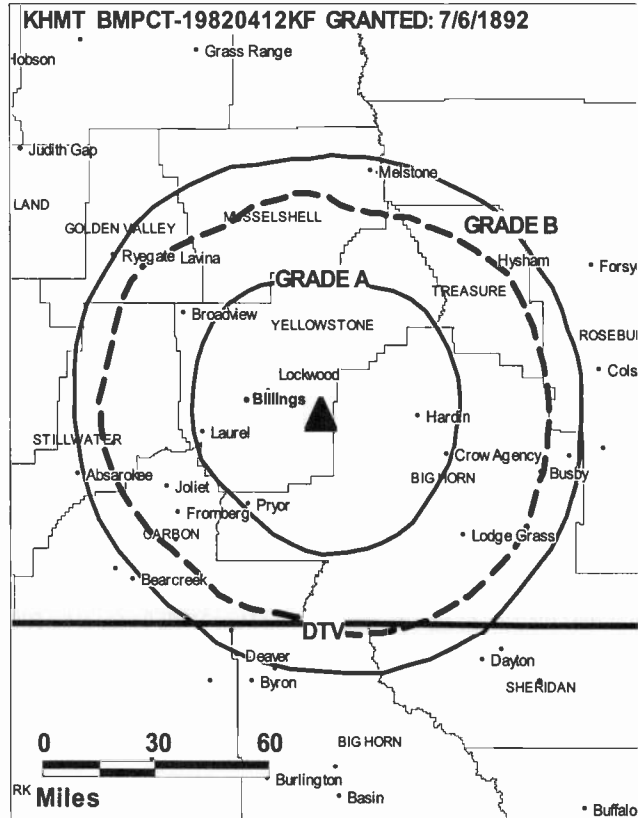 KHMT BMPCT-19820412KF GRANTED: 7/6/1892
Hobson
Grass Range
Judith Gap
Melstone
LAND
MUSSELSHELL
GOLDEN VALLEY
GRADE B
Ryegate
Lavina
Hysham
Forsy
GRADE A
TREASURE
Broadview
YELLOWSTONE
ROSEBU
Lockwood
Cols
Billings
Hardin
Laurel
STILLWATER
Crow Agency
Absarokee
Busby
BIG HORN
Joliet
Pryor
Fromberg
CARBON
Lodge Grass
Bearcreek
DTV
Deaver
Dayton
Byron
SHERIDAN
0 30 60
BIG HORN
Burlington
RK
Miles
Basin
Buffalo